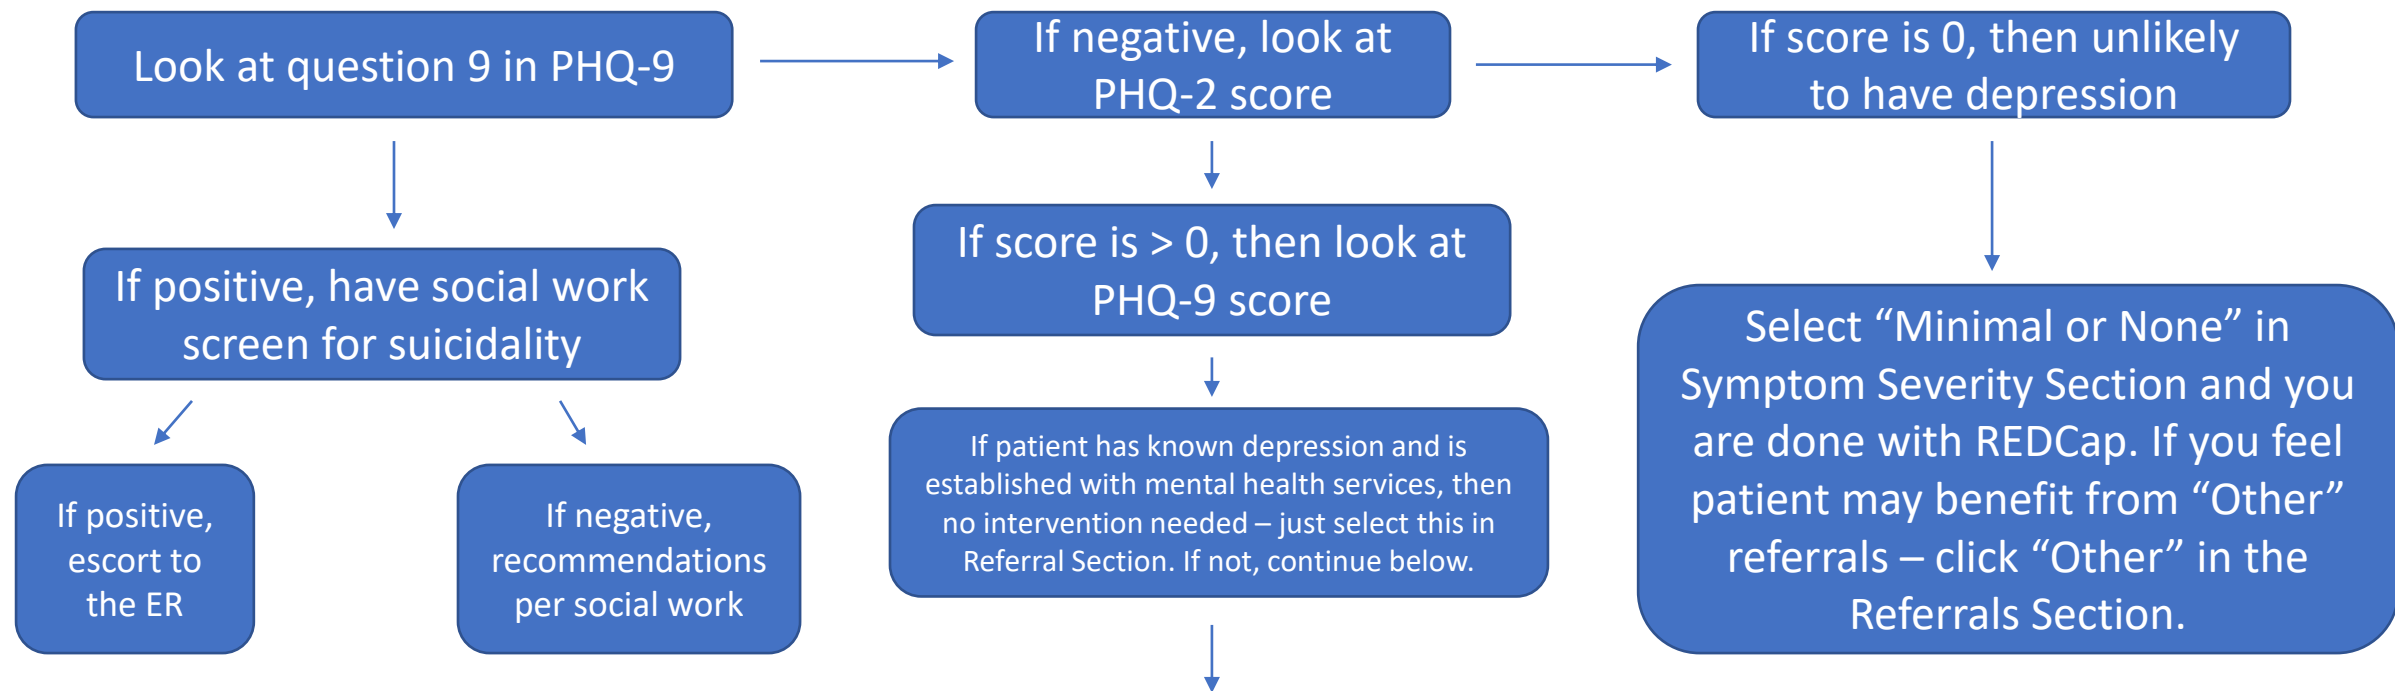 Look at question 9 in PHQ-9
If negative, look at
PHQ-2 score
If score is 0, then unlikely
to have depression
If positive, have social work
screen for suicidality
If score is > 0, then look at
PHQ-9 score
If positive,
escort to
the ER
If negative,
recommendations
per social work
If patient has known depression and is
established with mental health services, then
no intervention needed – just select this in
Referral Section. If not, continue below.
Select “Minimal or None” in
Symptom Severity Section and you
are done with REDCap. If you feel
patient may benefit from “Other”
referrals – click “Other” in the
Referrals Section.